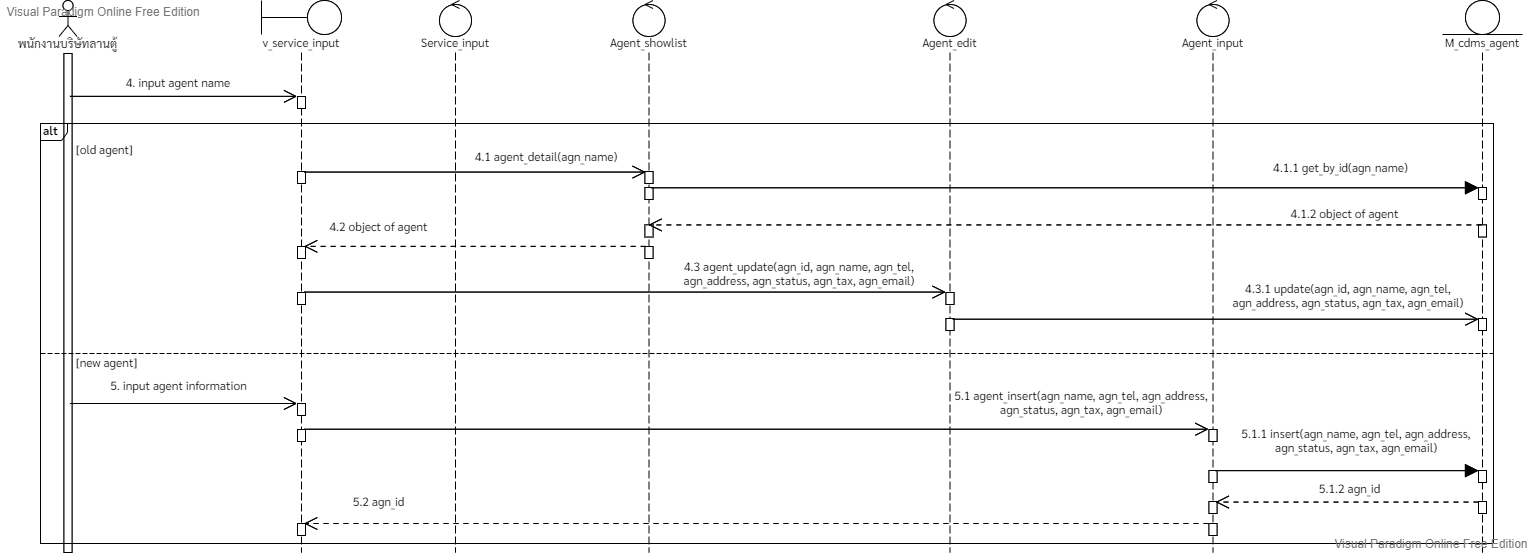 Visual Paradigm Online Free Edition
พนักงานบริษัทลานตู้
v_service_input
Service_input
Agent_showlist
Agent_edit
Agent_input
M_cdms_agent
4. input agent name
alt
[old agent]
4.1 agent_detail(agn_name)
4.1.1 get_by_id(agn_name)
4.1.2 object of agent
4.2 object of agent
4.3 agent_update(agn_id, agn_name, agn_tel,
agn_address, agn_status, agn_tax, agn_email)
4.3.1 update(agn_id, agn_name, agn_tel,
agn_address, agn_status, agn_tax, agn_email)
[new agent]
5. input agent information
5.1 agent_insert(agn_name, agn_tel, agn_address,
agn_status, agn_tax, agn_email)
5.1.1 insert(agn_name, agn_tel, agn_address,
agn_status, agn_tax, agn_email)
5.1.2 agn_id
5.2 agn_id
Visual Paradigm Online Free Edition